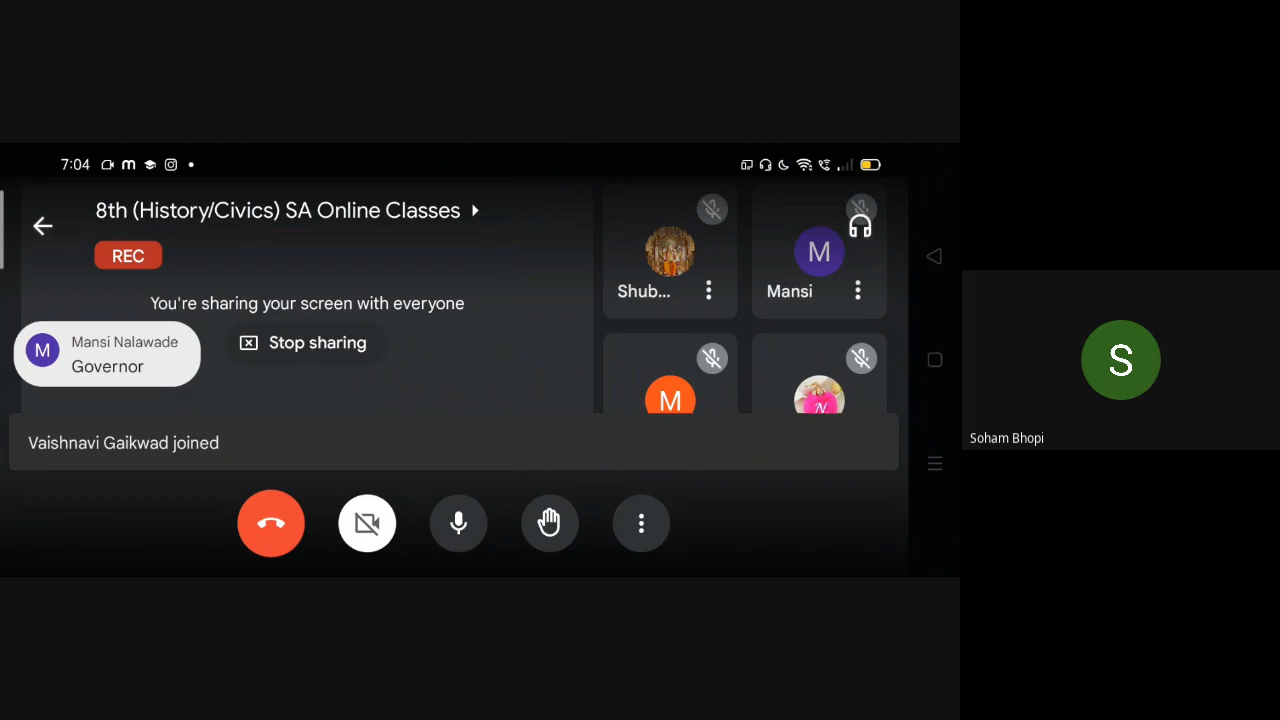 7:04
8th (History/Civics) SA Online Classes
REC
You're sharing your screen with everyone
Stop sharing
M
Mansi Nalawade
Governor
Vaishnavi Gaikwad joined
Shub...
M
Mansi
M
N
S
Soham Bhopi